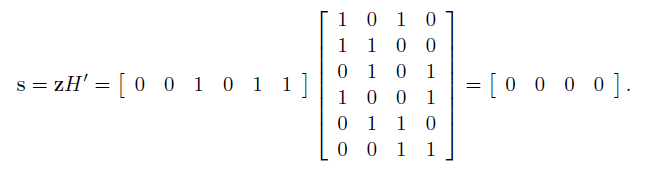 1 0 1 0
1 1 0 0
0 1 0 1
s = zH′ = [ 0 0 1 0 1 1 ] 1 0 0 1 = [ 0 0 0 0 ].
0 1 1 0
0 0 1 1